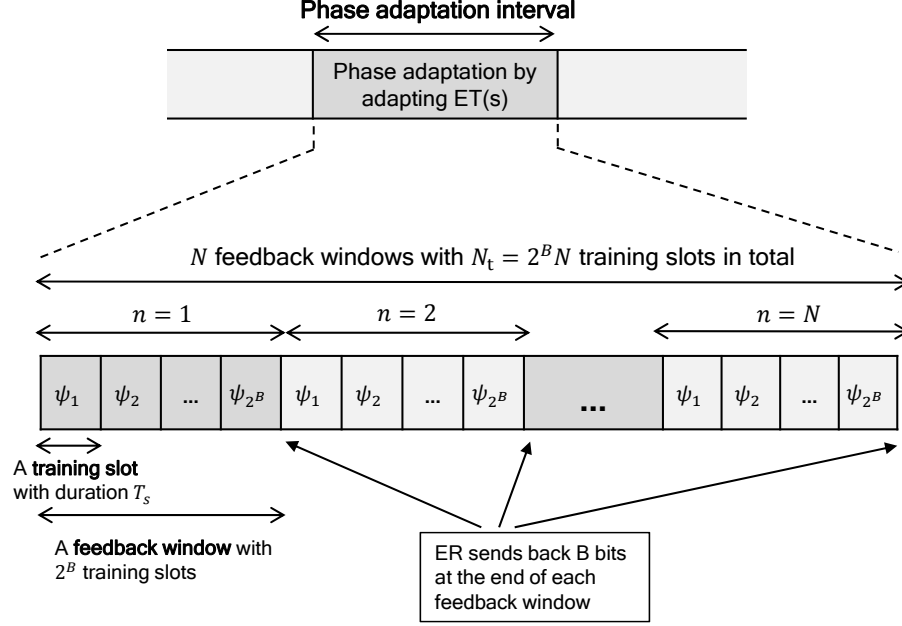 Phase adaptation interval
Phase adaptation by
adapting ET(s)
N feedback windows with N_t = 2^B N training slots in total
n = 1
n = 2
n = N
ψ_1 ψ_2 ... ψ_{2^B} ψ_1 ψ_2 ... ψ_{2^B} ... ψ_1 ψ_2 ... ψ_{2^B}
A training slot
with duration T_s
A feedback window with
2^B training slots
ER sends back B bits
at the end of each
feedback window